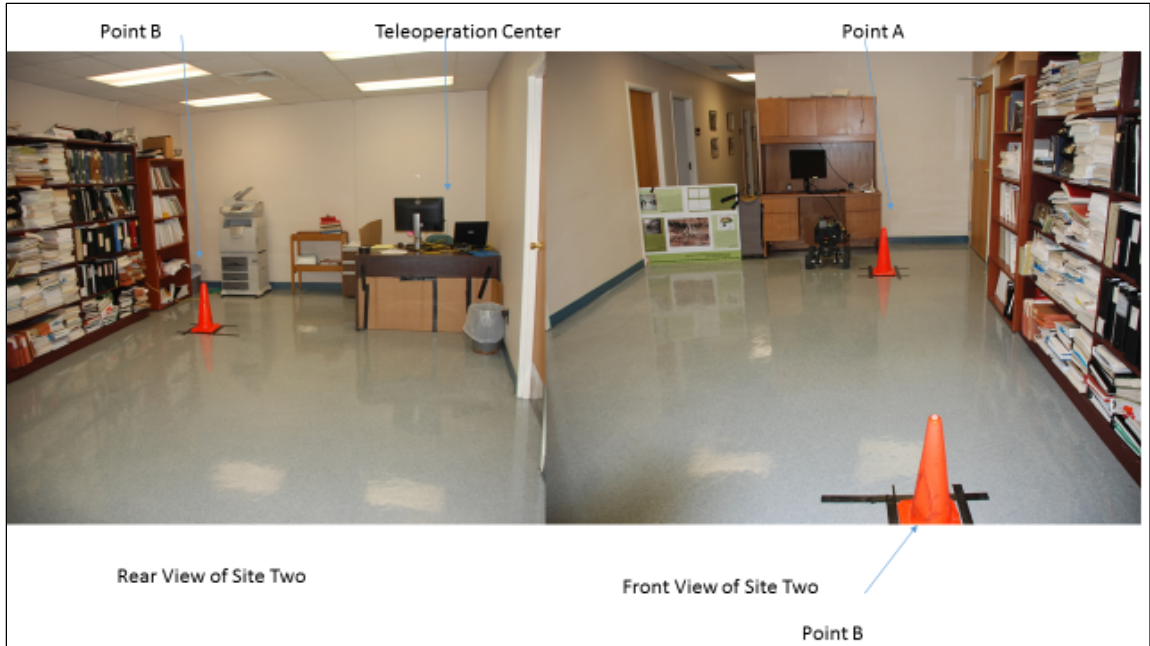 Point B
Teleoperation Center
Point A
Rear View of Site Two
Front View of Site Two
Point B